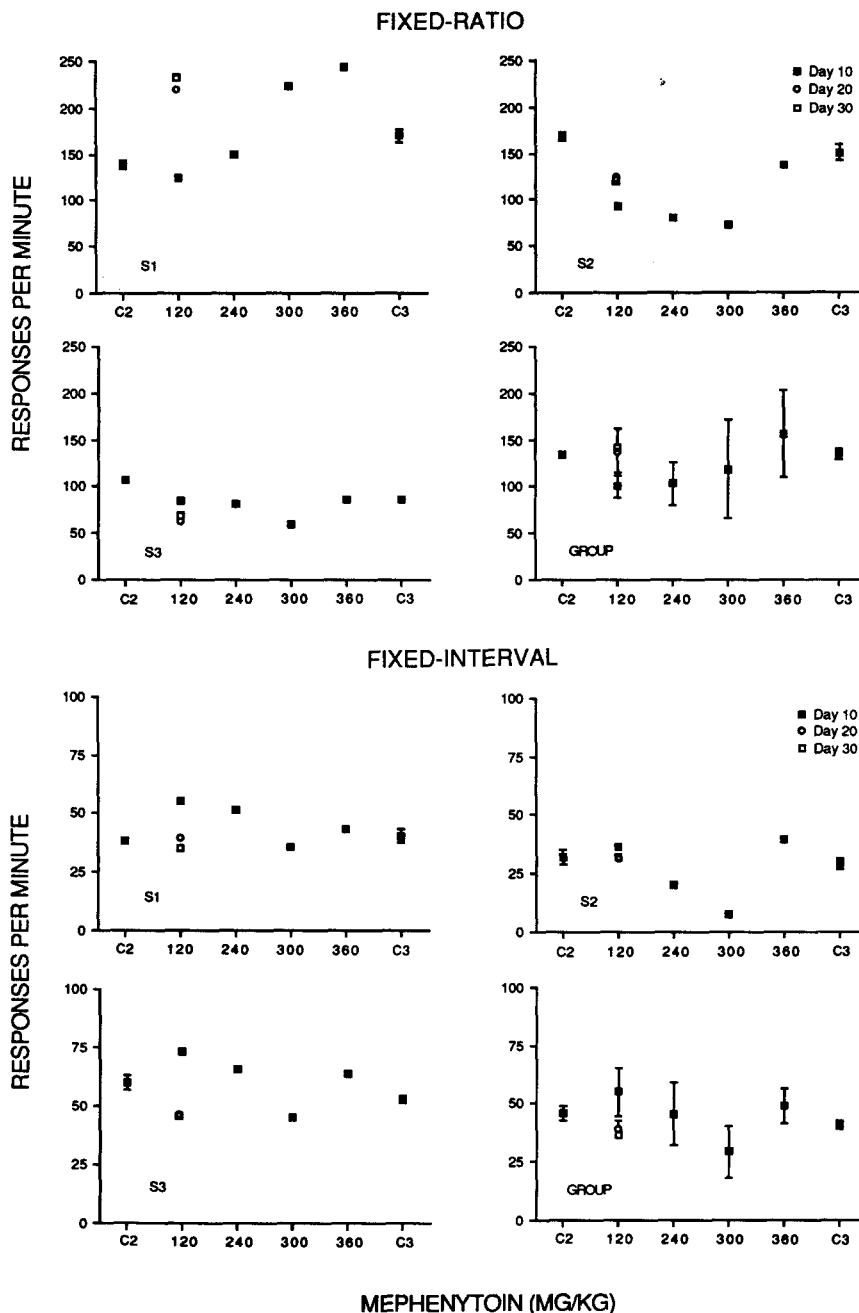 FIXED-RATIO
RESPONSES PER MINUTE
250
200
150
100
50
0
S1
C2 120 240 300 360 C3
250
200
150
100
50
0
S2
Day 10
Day 20
Day 30
C2 120 240 300 360 C3
250
200
150
100
50
0
S3
C2 120 240 300 360 C3
250
200
150
100
50
0
GROUP
C2 120 240 300 360 C3
FIXED-INTERVAL
RESPONSES PER MINUTE
100
75
50
25
0
S1
C2 120 240 300 360 C3
100
75
50
25
0
S2
Day 10
Day 20
Day 30
C2 120 240 300 360 C3
100
75
50
25
0
S3
C2 120 240 300 360 C3
100
75
50
25
0
GROUP
C2 120 240 300 360 C3
MEPHENYTOIN (MG/KG)